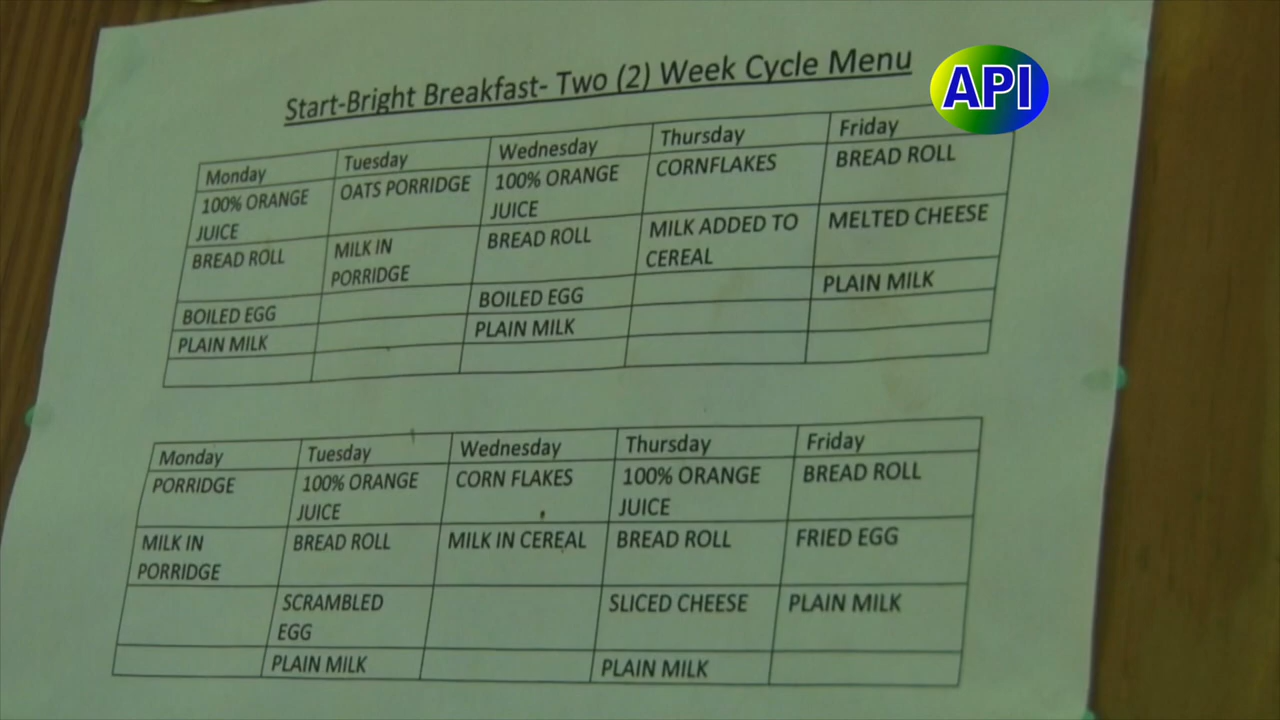 Start-Bright Breakfast- Two (2) Week Cycle Menu
API
Monday Tuesday Wednesday Thursday Friday
100% ORANGE JUICE OATS PORRIDGE 100% ORANGE JUICE CORNFLAKES BREAD ROLL
BREAD ROLL MILK IN PORRIDGE BREAD ROLL MILK ADDED TO CEREAL MELTED CHEESE
BOILED EGG BOILED EGG PLAIN MILK
PLAIN MILK PLAIN MILK
Monday Tuesday Wednesday Thursday Friday
PORRIDGE 100% ORANGE JUICE CORN FLAKES 100% ORANGE JUICE BREAD ROLL
MILK IN PORRIDGE BREAD ROLL MILK IN CEREAL BREAD ROLL FRIED EGG
SCRAMBLED EGG SLICED CHEESE PLAIN MILK
PLAIN MILK PLAIN MILK